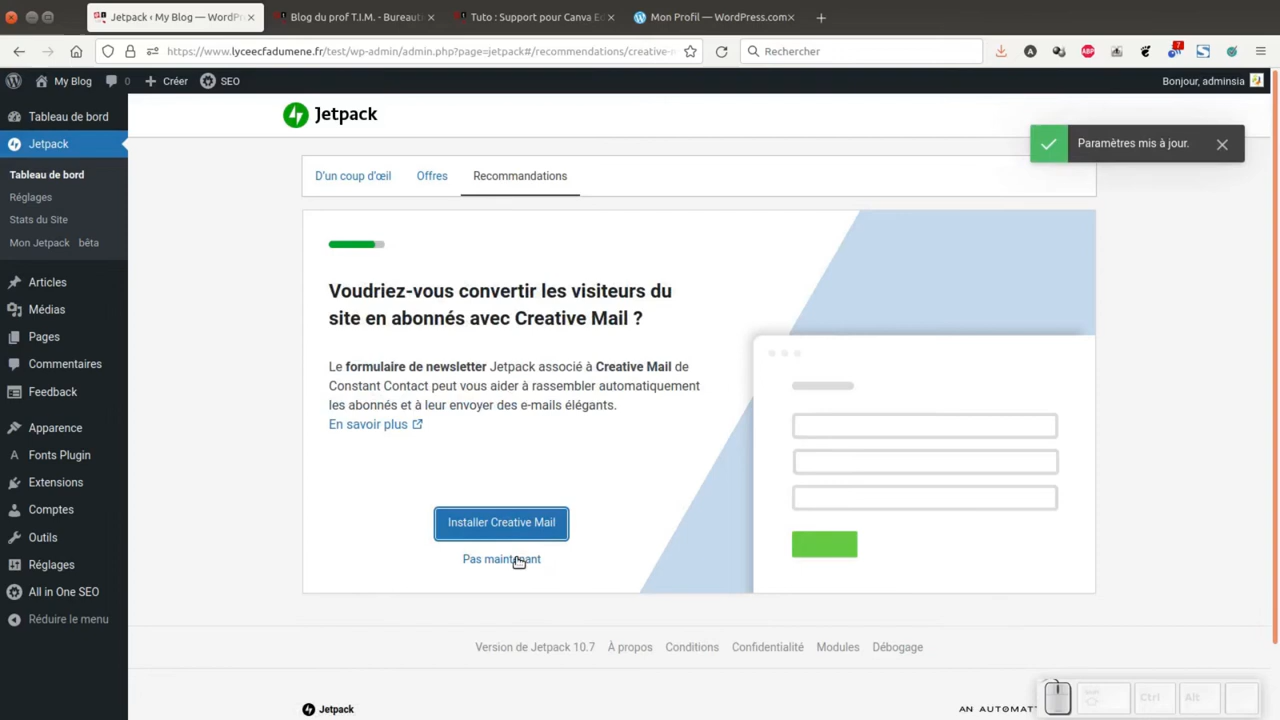 Jetpack ‹ My Blog — WordPr
Blog du prof T.I.M. - Bureaut
Tuto : Support pour Canva Ed
Mon Profil — WordPress.com
https://www.lyceecfadumene.fr/test/wp-admin/admin.php?page=jetpack#/recommendations/creative-m
Rechercher
ABP
7
My Blog
0
Créer
SEO
Bonjour, adminsia
Tableau de bord
Jetpack
Tableau de bord
Réglages
Stats du Site
Mon Jetpack bêta
Articles
Médias
Pages
Commentaires
Feedback
Apparence
Fonts Plugin
Extensions
Comptes
Outils
Réglages
All in One SEO
Réduire le menu
Jetpack
Paramètres mis à jour.
D'un coup d'œil
Offres
Recommandations
Voudriez-vous convertir les visiteurs du
site en abonnés avec Creative Mail ?
Le formulaire de newsletter Jetpack associé à Creative Mail de
Constant Contact peut vous aider à rassembler automatiquement
les abonnés et à leur envoyer des e-mails élégants.
En savoir plus
Installer Creative Mail
Pas maintenant
Version de Jetpack 10.7
À propos
Conditions
Confidentialité
Modules
Débogage
Jetpack
AN AUTOMATT
Ctrl
Alt